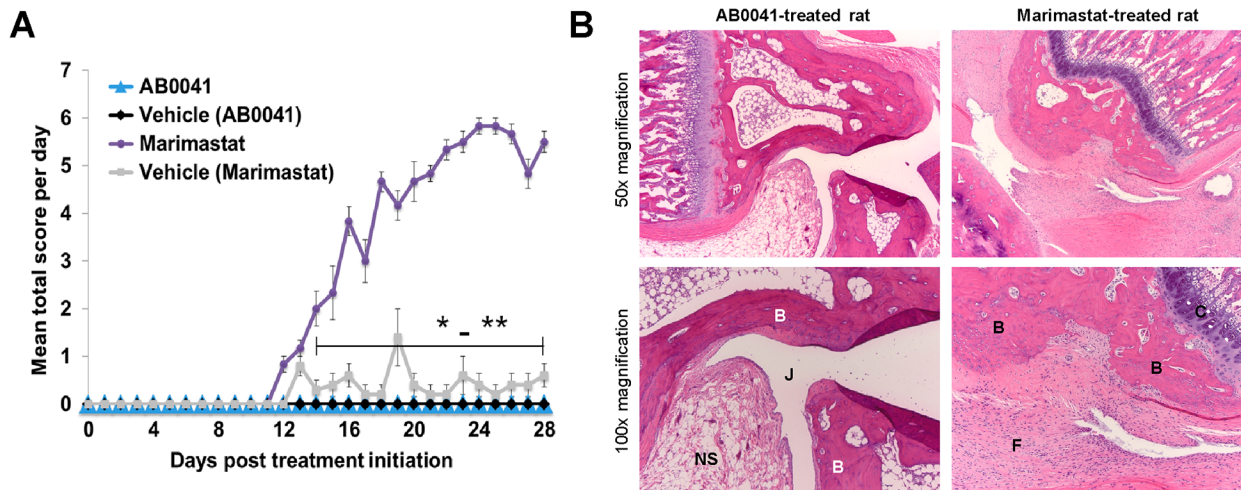 A
Mean total score per day
7
6
5
4
3
2
1
0
AB0041
Vehicle (AB0041)
Marimastat
Vehicle (Marimastat)
* - **
0 4 8 12 16 20 24 28
Days post treatment initiation
B
AB0041-treated rat
Marimastat-treated rat
50x magnification
100x magnification
B
J
NS
B
C
B
B
F